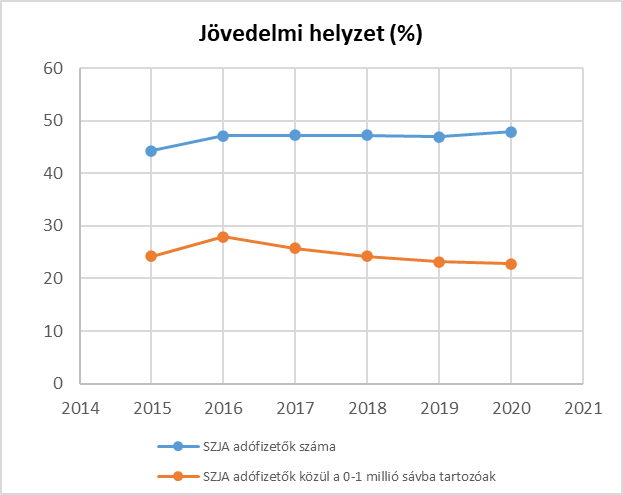 Jövedelmi helyzet (%)
60
50
40
30
20
10
0
2014 2015 2016 2017 2018 2019 2020 2021
SZJA adófizetők száma
SZJA adófizetők közül a 0-1 millió sávba tartozóak